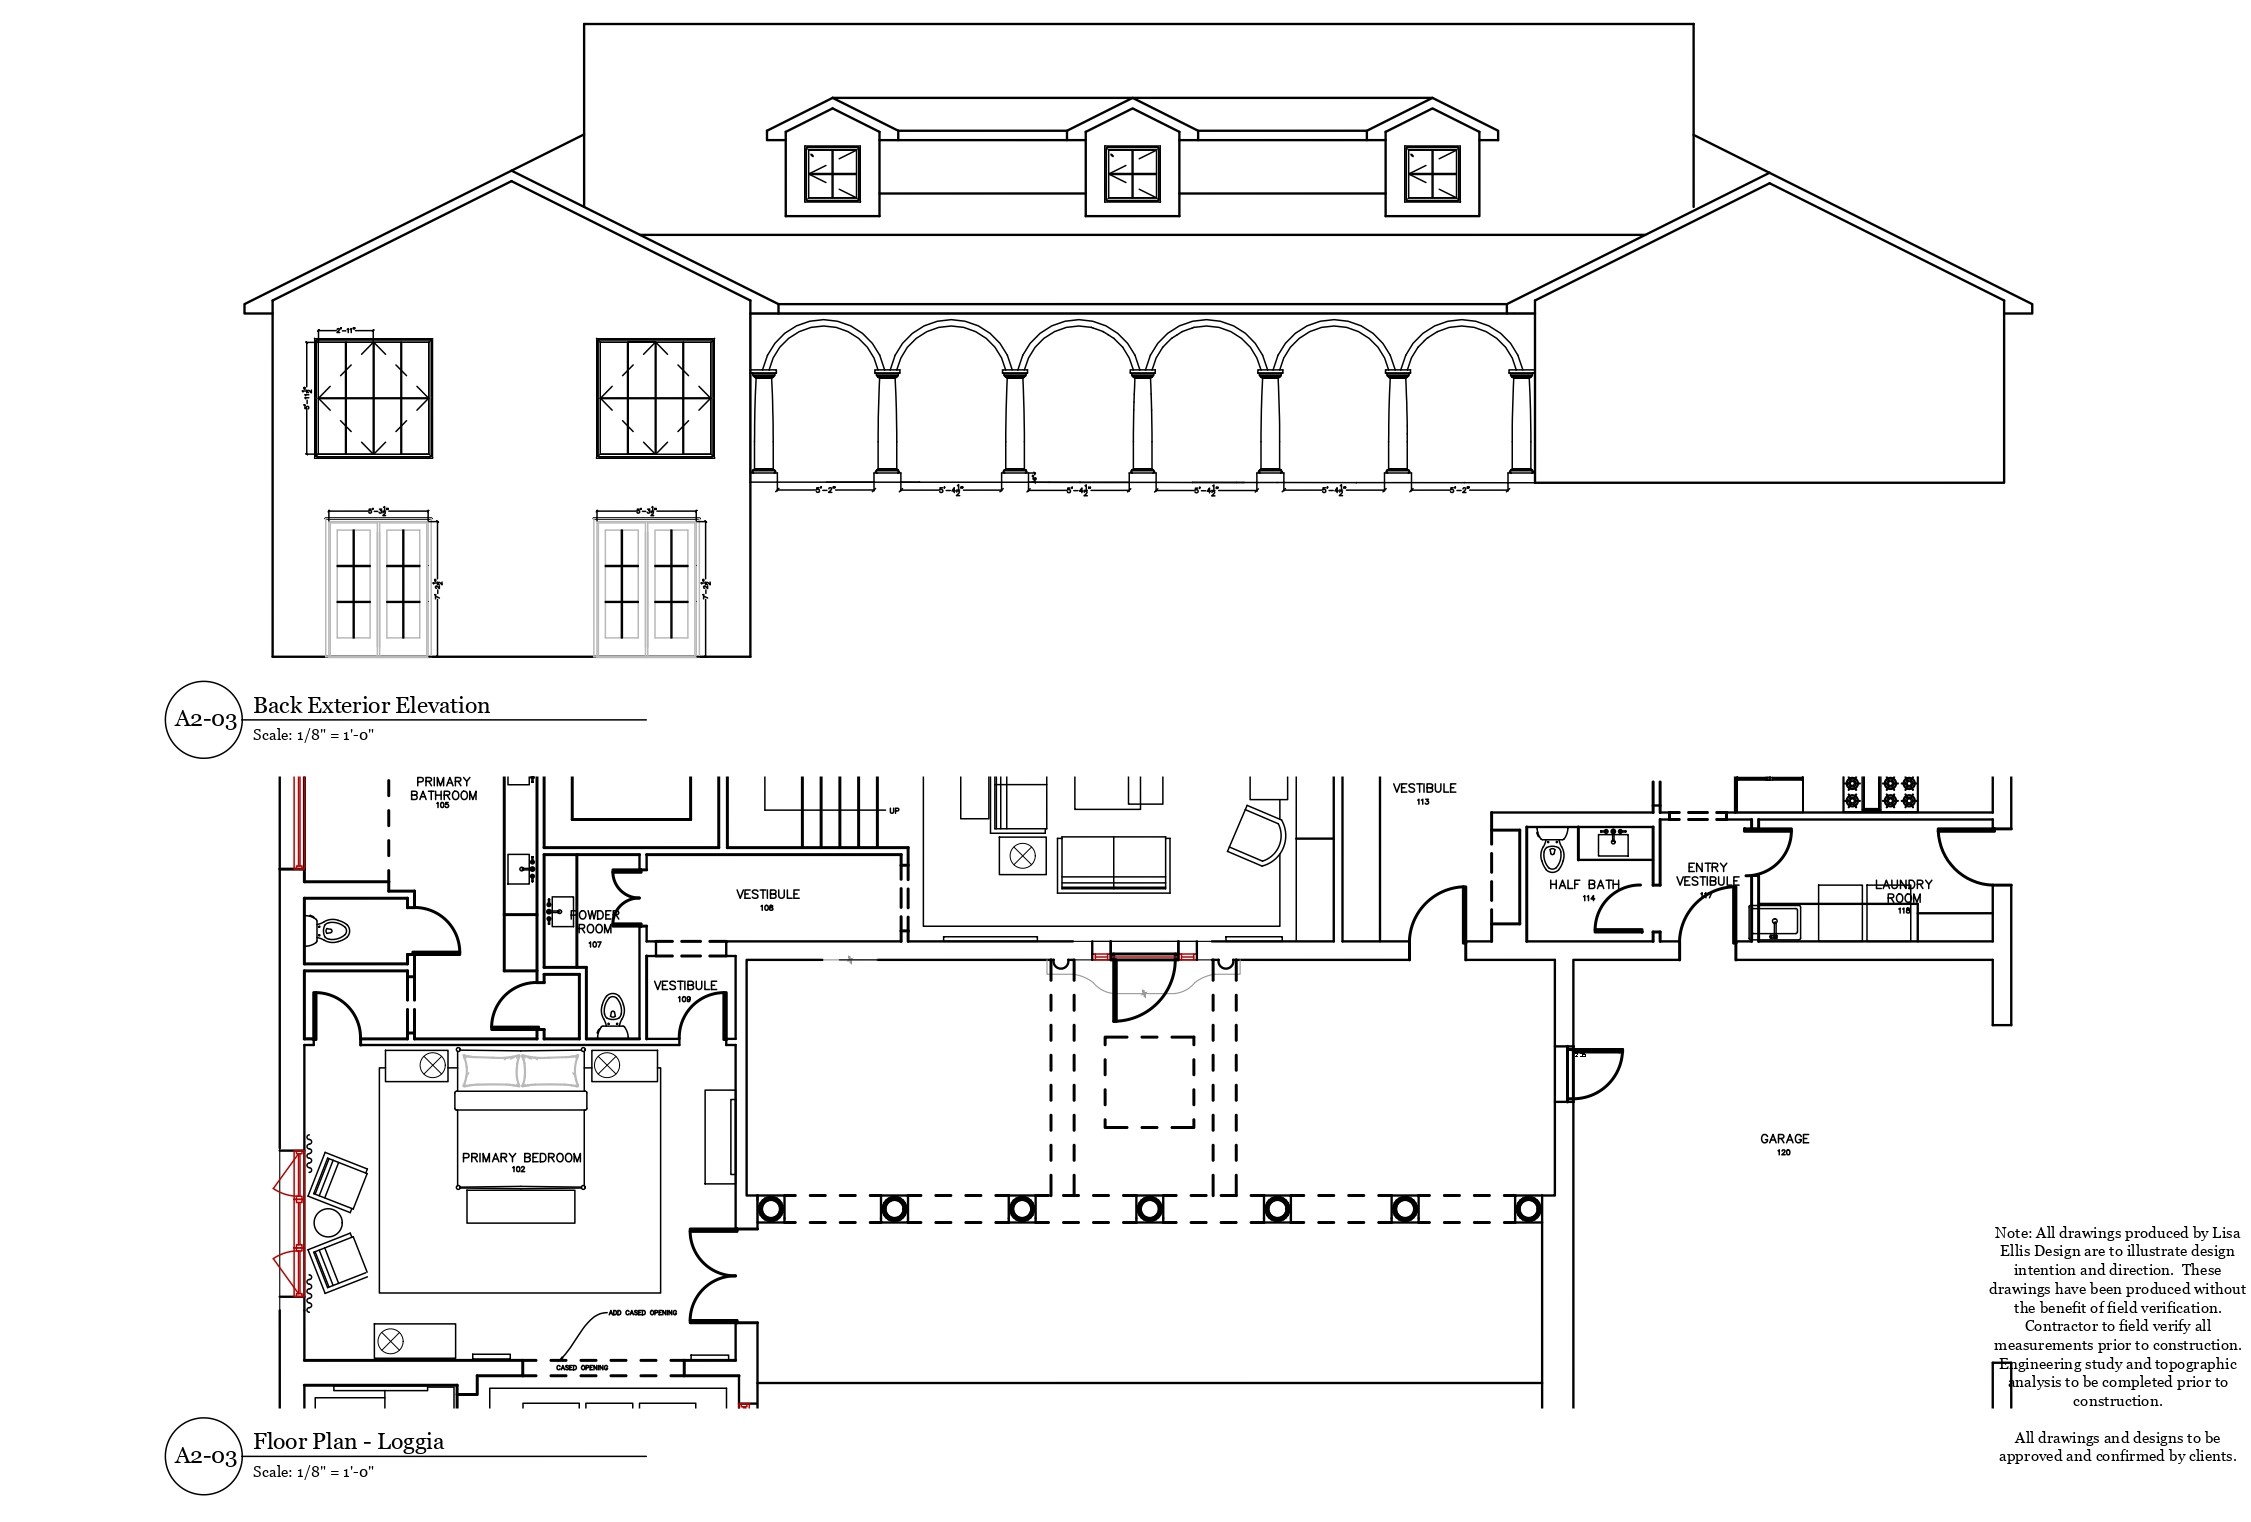 2'-11"
5'-11½"
5'-2"
5'-4½"
5'-4½"
5'-4½"
5'-4½"
5'-2"
5'-3½"
5'-3½"
7'-2½"
7'-2½"
A2-03
Back Exterior Elevation
Scale: 1/8" = 1'-0"
PRIMARY
BATHROOM
105
UP
VESTIBULE
113
POWDER
ROOM
107
VESTIBULE
108
HALF BATH
114
ENTRY
VESTIBULE
117
LAUNDRY
ROOM
118
VESTIBULE
109
PRIMARY BEDROOM
102
GARAGE
120
ADD CASED OPENING
CASED OPENING
Note: All drawings produced by Lisa
Ellis Design are to illustrate design
intention and direction. These
drawings have been produced without
the benefit of field verification.
Contractor to field verify all
measurements prior to construction.
Engineering study and topographic
analysis to be completed prior to
construction.
All drawings and designs to be
approved and confirmed by clients.
A2-03
Floor Plan - Loggia
Scale: 1/8" = 1'-0"